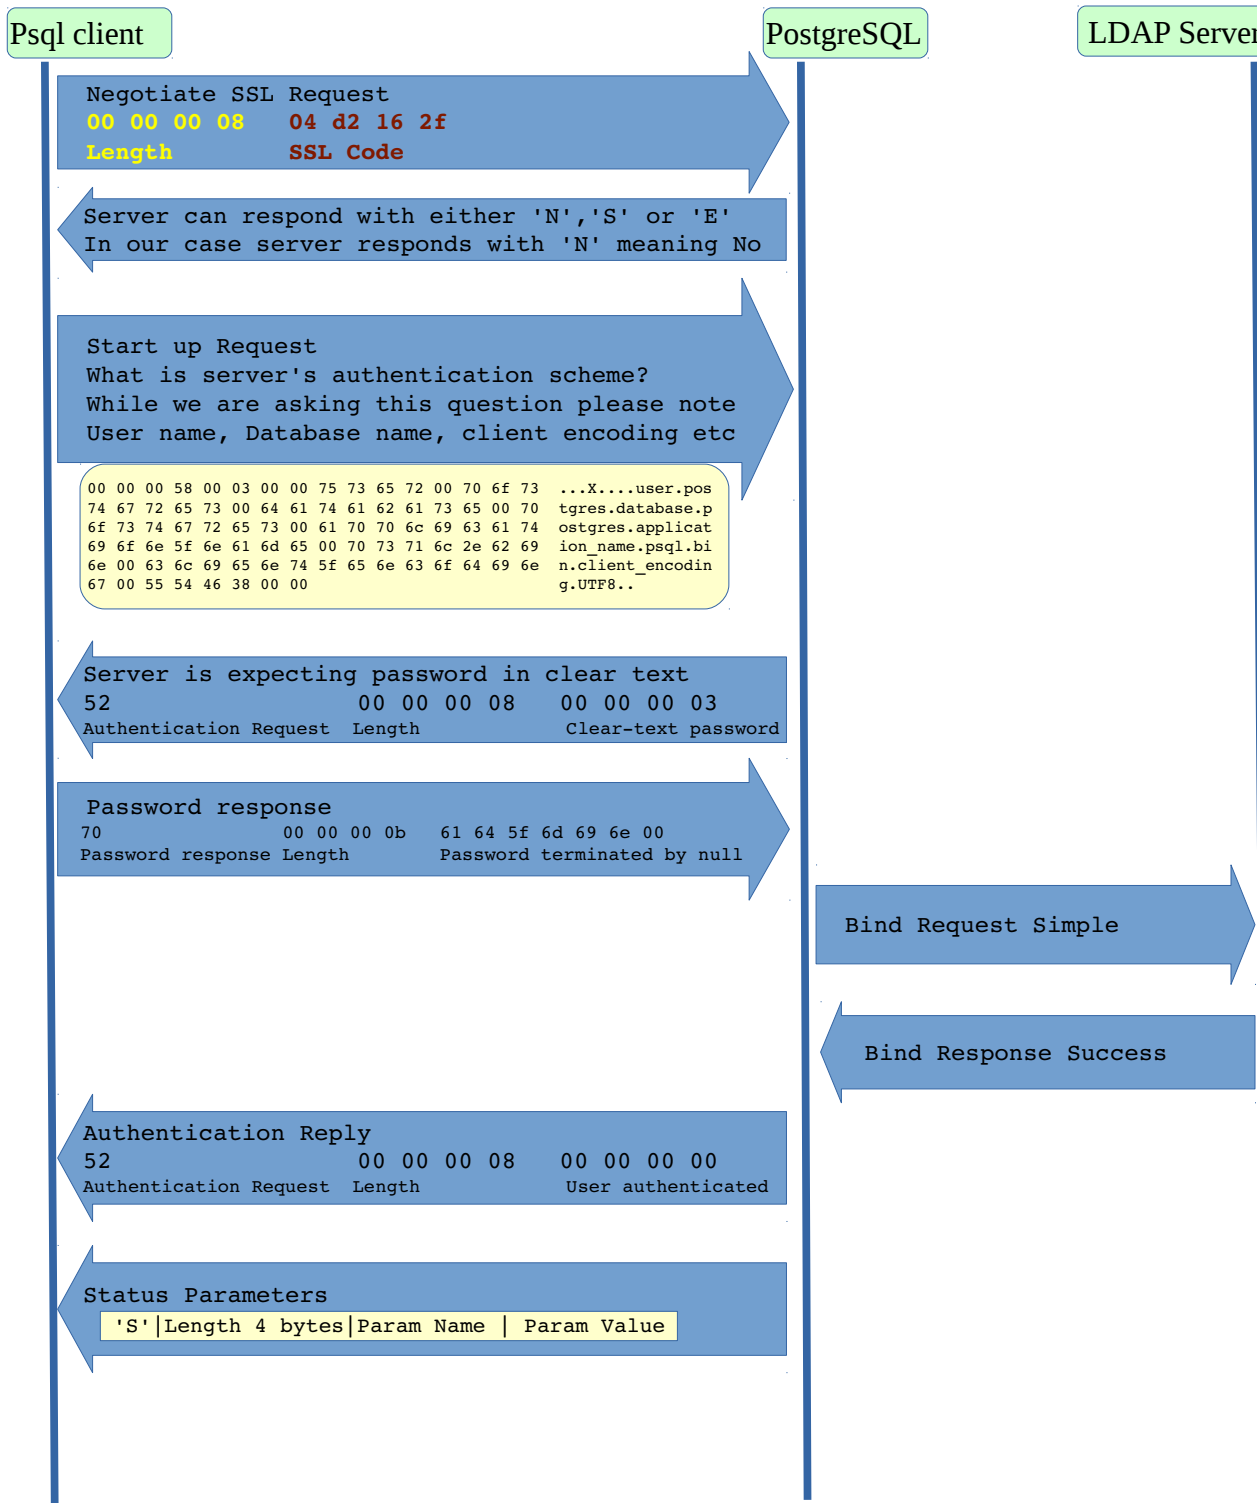 Psql client
PostgreSQL
LDAP Server
Negotiate SSL Request
00 00 00 08 04 d2 16 2f
Length SSL Code
Server can respond with either 'N','S' or 'E'
In our case server responds with 'N' meaning No
Start up Request
What is server's authentication scheme?
While we are asking this question please note
User name, Database name, client encoding etc
00 00 00 58 00 03 00 00 75 73 65 72 00 70 6f 73 ...X....user.pos
74 67 72 65 73 00 64 61 74 61 62 61 73 65 00 70 tgres.database.p
6f 73 74 67 72 65 73 00 61 70 70 6c 69 63 61 74 ostgres.applicat
69 6f 6e 5f 6e 61 6d 65 00 70 73 71 6c 2e 62 69 ion_name.psql.bi
6e 00 63 6c 69 65 6e 74 5f 65 6e 63 6f 64 69 6e n.client_encodin
67 00 55 54 46 38 00 00 g.UTF8..
Server is expecting password in clear text
52 00 00 00 08 00 00 00 03
Authentication Request Length Clear-text password
Password response
70 00 00 00 0b 61 64 5f 6d 69 6e 00
Password response Length Password terminated by null
Bind Request Simple
Bind Response Success
Authentication Reply
52 00 00 00 08 00 00 00 00
Authentication Request Length User authenticated
Status Parameters
'S'|Length 4 bytes|Param Name | Param Value